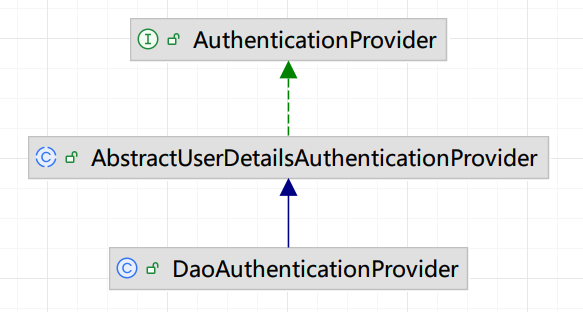 I AuthenticationProvider
C AbstractUserDetailsAuthenticationProvider
C DaoAuthenticationProvider